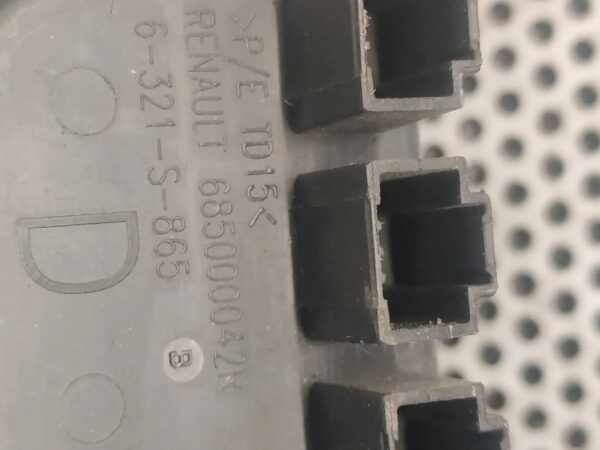 >P/E TD15<
RENAULT 685000042R
6-321-S-865
D
B